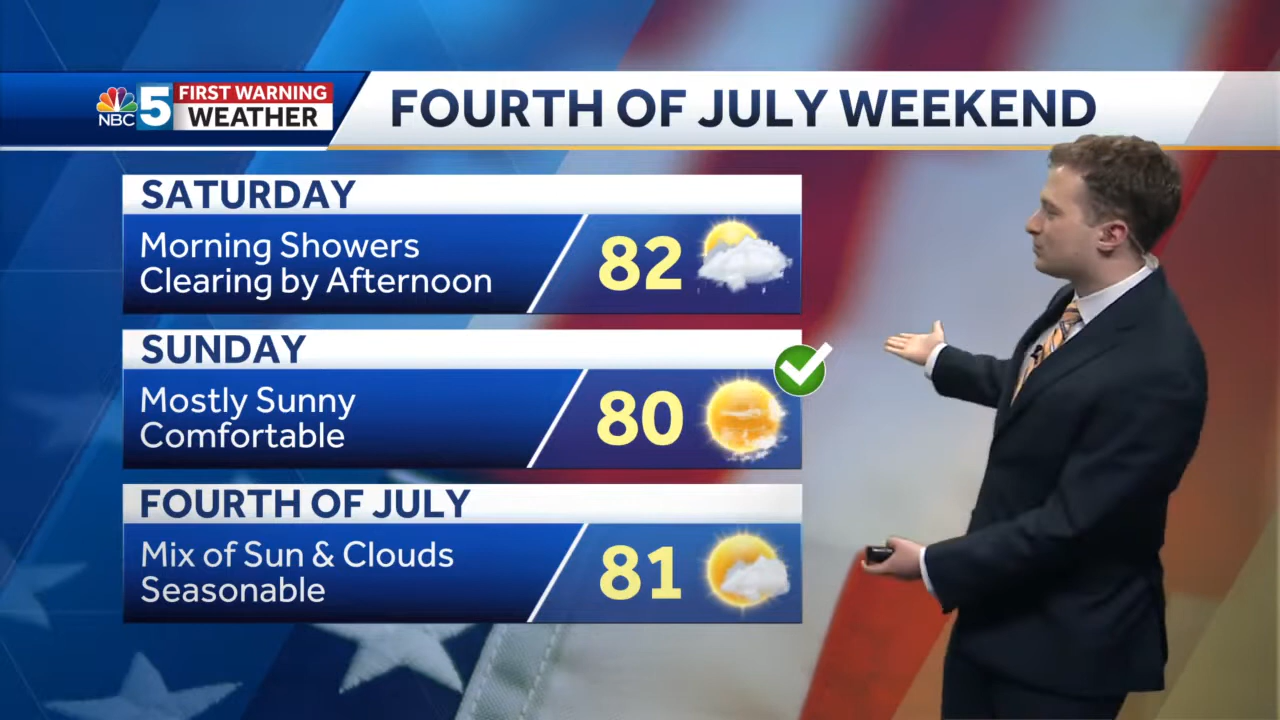 NBC 5 FIRST WARNING WEATHER
FOURTH OF JULY WEEKEND
SATURDAY
Morning Showers
Clearing by Afternoon
82
SUNDAY
Mostly Sunny
Comfortable
80
FOURTH OF JULY
Mix of Sun & Clouds
Seasonable
81